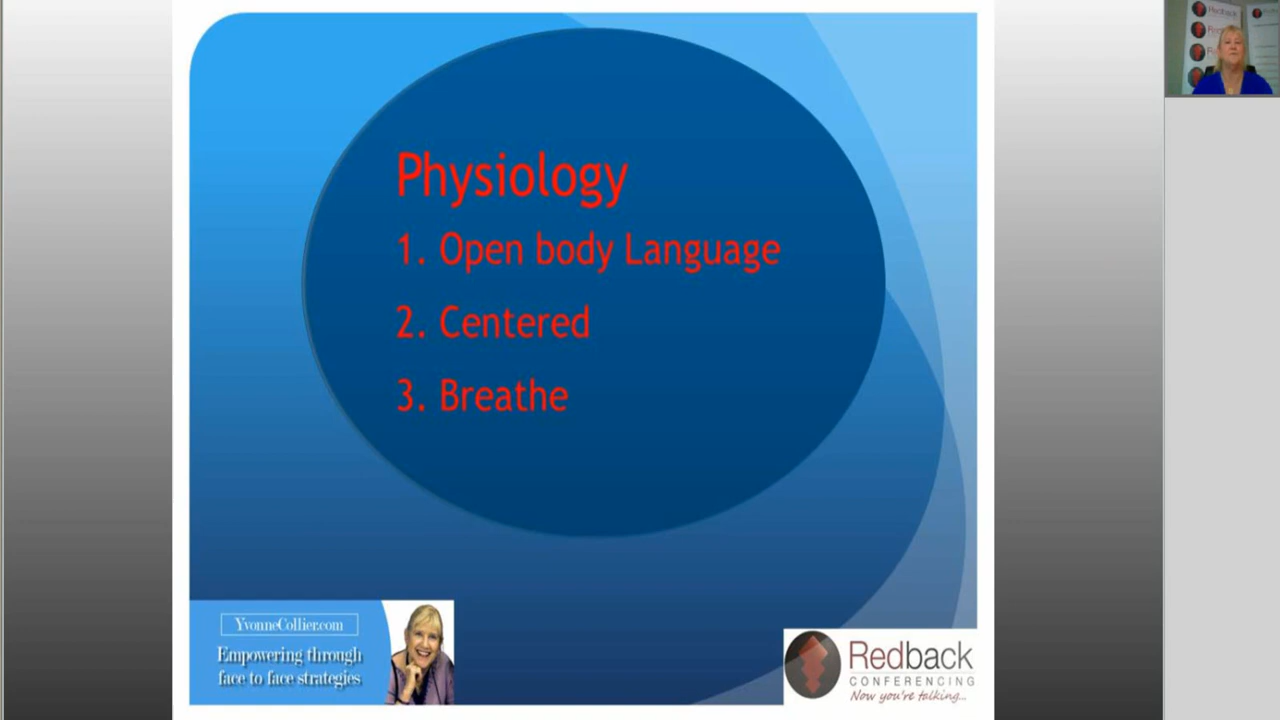 Physiology
1. Open body Language
2. Centered
3. Breathe
YvonneCollier.com
Empowering through
face to face strategies
Redback
CONFERENCING
Now you're talking...